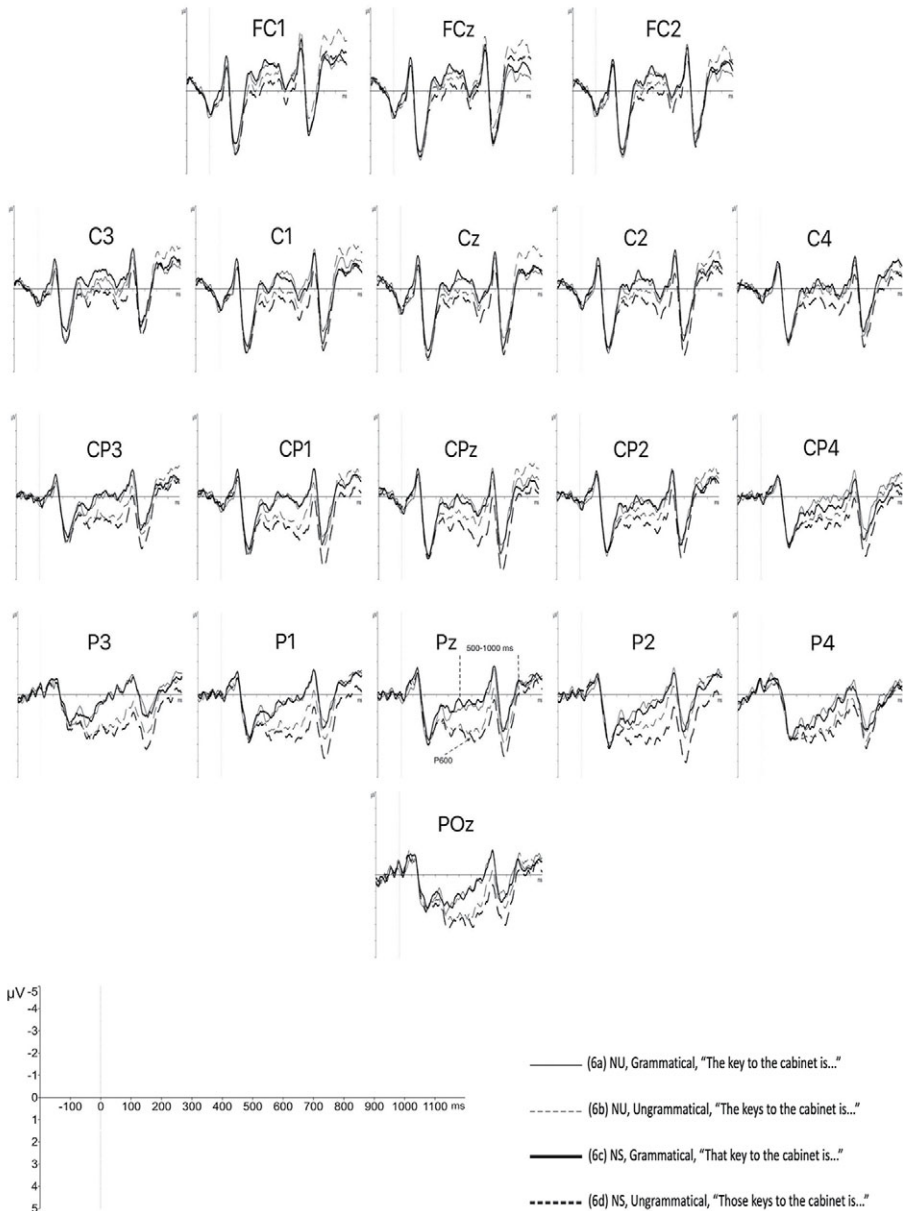 FC1 FCz FC2
C3 C1 Cz C2 C4
CP3 CP1 CPz CP2 CP4
P3 P1 Pz P2 P4
500-1000 ms
P600
POz
µV
-5
-4
-3
-2
-1
0
1
2
3
4
5
-100 0 100 200 300 400 500 600 700 800 900 1000 1100 ms
(6a) NU, Grammatical, "The key to the cabinet is..."
(6b) NU, Ungrammatical, "The keys to the cabinet is..."
(6c) NS, Grammatical, "That key to the cabinet is..."
(6d) NS, Ungrammatical, "Those keys to the cabinet is..."